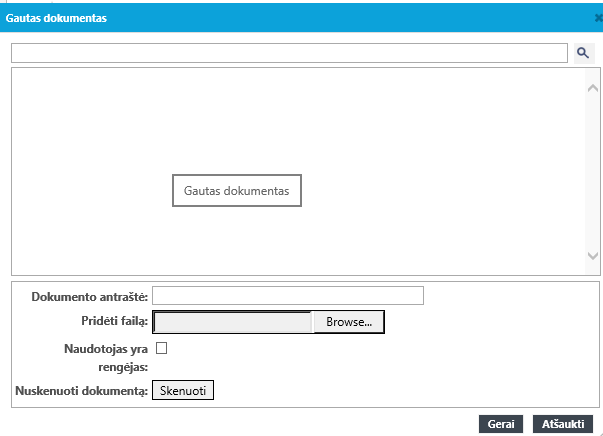 Gautas dokumentas
Gautas dokumentas
Dokumento antraštė:
Pridėti failą: Browse...
Naudotojas yra
rengėjas:
Nuskenuoti dokumentą: Skenuoti
Gerai Atšaukti